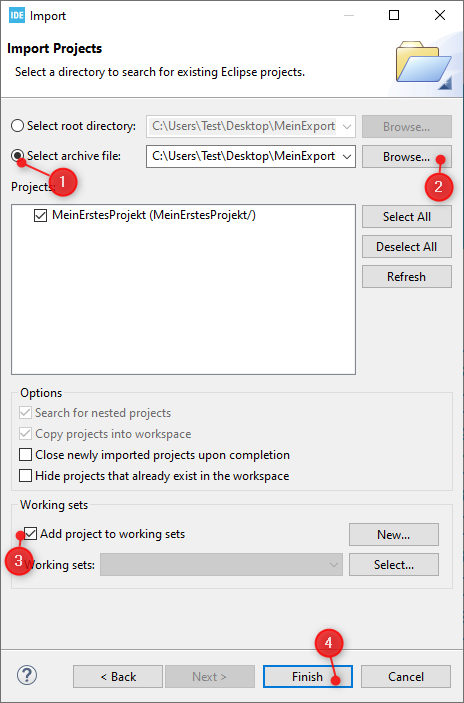 IDE Import
Import Projects
Select a directory to search for existing Eclipse projects.
Select root directory: C:\Users\Test\Desktop\MeinExport Browse...
Select archive file: C:\Users\Test\Desktop\MeinExport Browse...
1
2
Projects:
MeinErstesProjekt (MeinErstesProjekt/)
Select All
Deselect All
Refresh
Options
Search for nested projects
Copy projects into workspace
Close newly imported projects upon completion
Hide projects that already exist in the workspace
Working sets
Add project to working sets New...
3
Working sets: Select...
4
? < Back Next > Finish Cancel